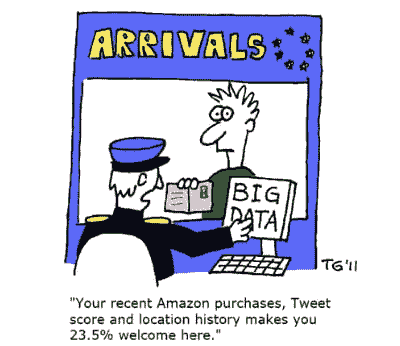 ARRIVALS
BIG
DATA
TG'11
"Your recent Amazon purchases, Tweet
score and location history makes you
23.5% welcome here."